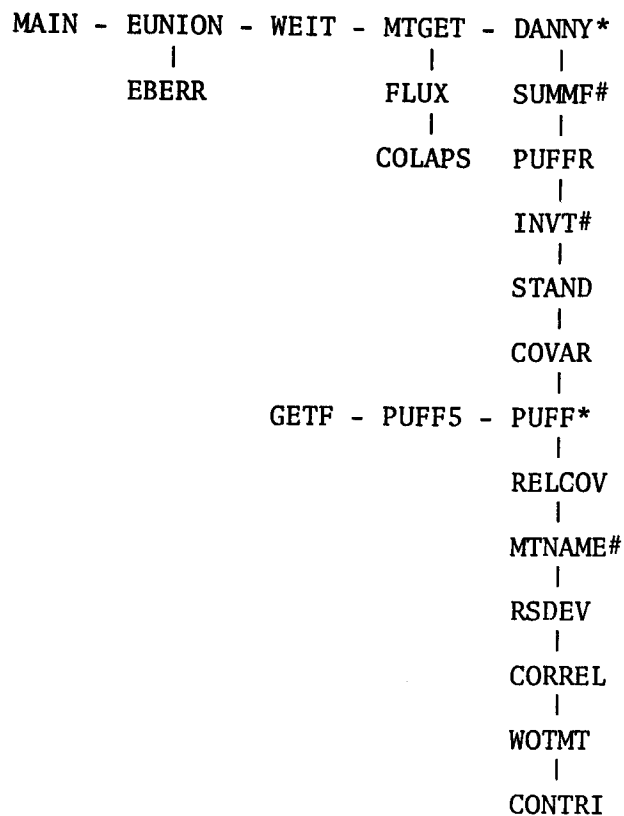 MAIN - EUNION - WEIT - MTGET - DANNY*
| | |
EBERR FLUX SUMMF#
| |
COLAPS PUFFR
|
INVT#
|
STAND
|
COVAR
|
GETF - PUFF5 - PUFF*
|
RELCOV
|
MTNAME#
|
RSDEV
|
CORREL
|
WOTMT
|
CONTRI